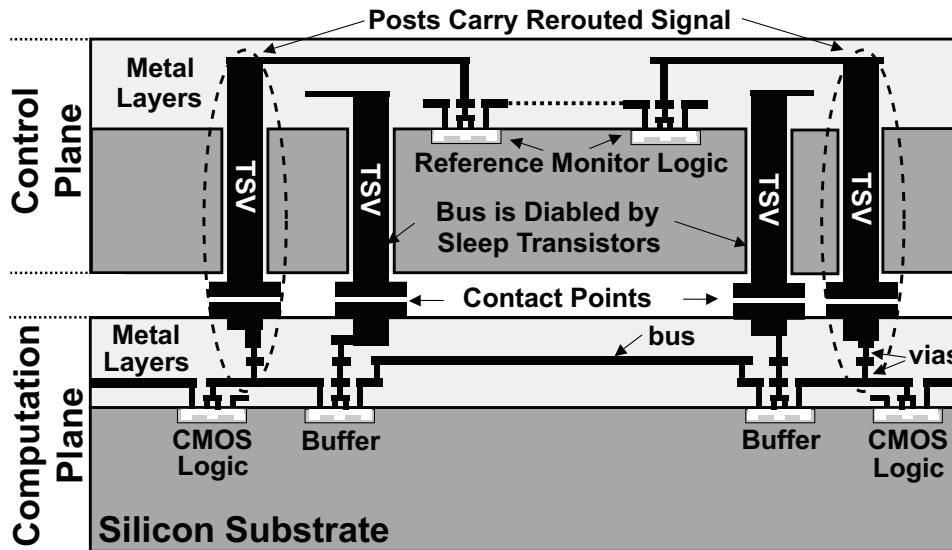 Posts Carry Rerouted Signal
Metal
Layers
Control
Plane
TSV
TSV
TSV
TSV
Reference Monitor Logic
Bus is Diabled by
Sleep Transistors
Contact Points
Metal
Layers
bus
vias
Computation
Plane
CMOS
Logic
Buffer
Buffer
CMOS
Logic
Silicon Substrate